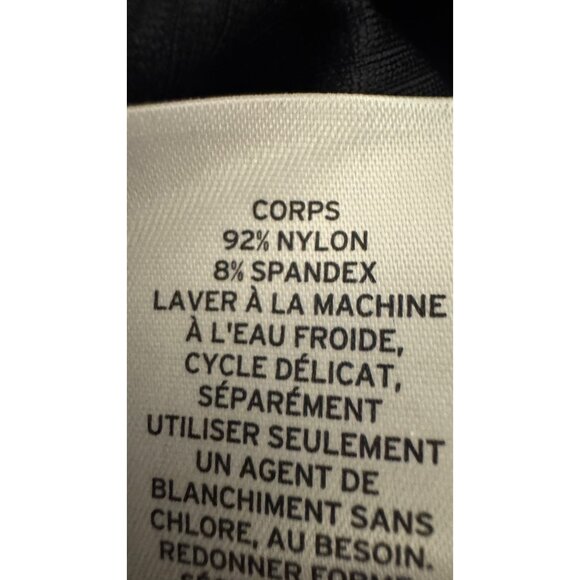 CORPS
92% NYLON
8% SPANDEX
LAVER À LA MACHINE
À L'EAU FROIDE,
CYCLE DÉLICAT,
SÉPARÉMENT
UTILISER SEULEMENT
UN AGENT DE
BLANCHIMENT SANS
CHLORE, AU BESOIN.
REDONNER